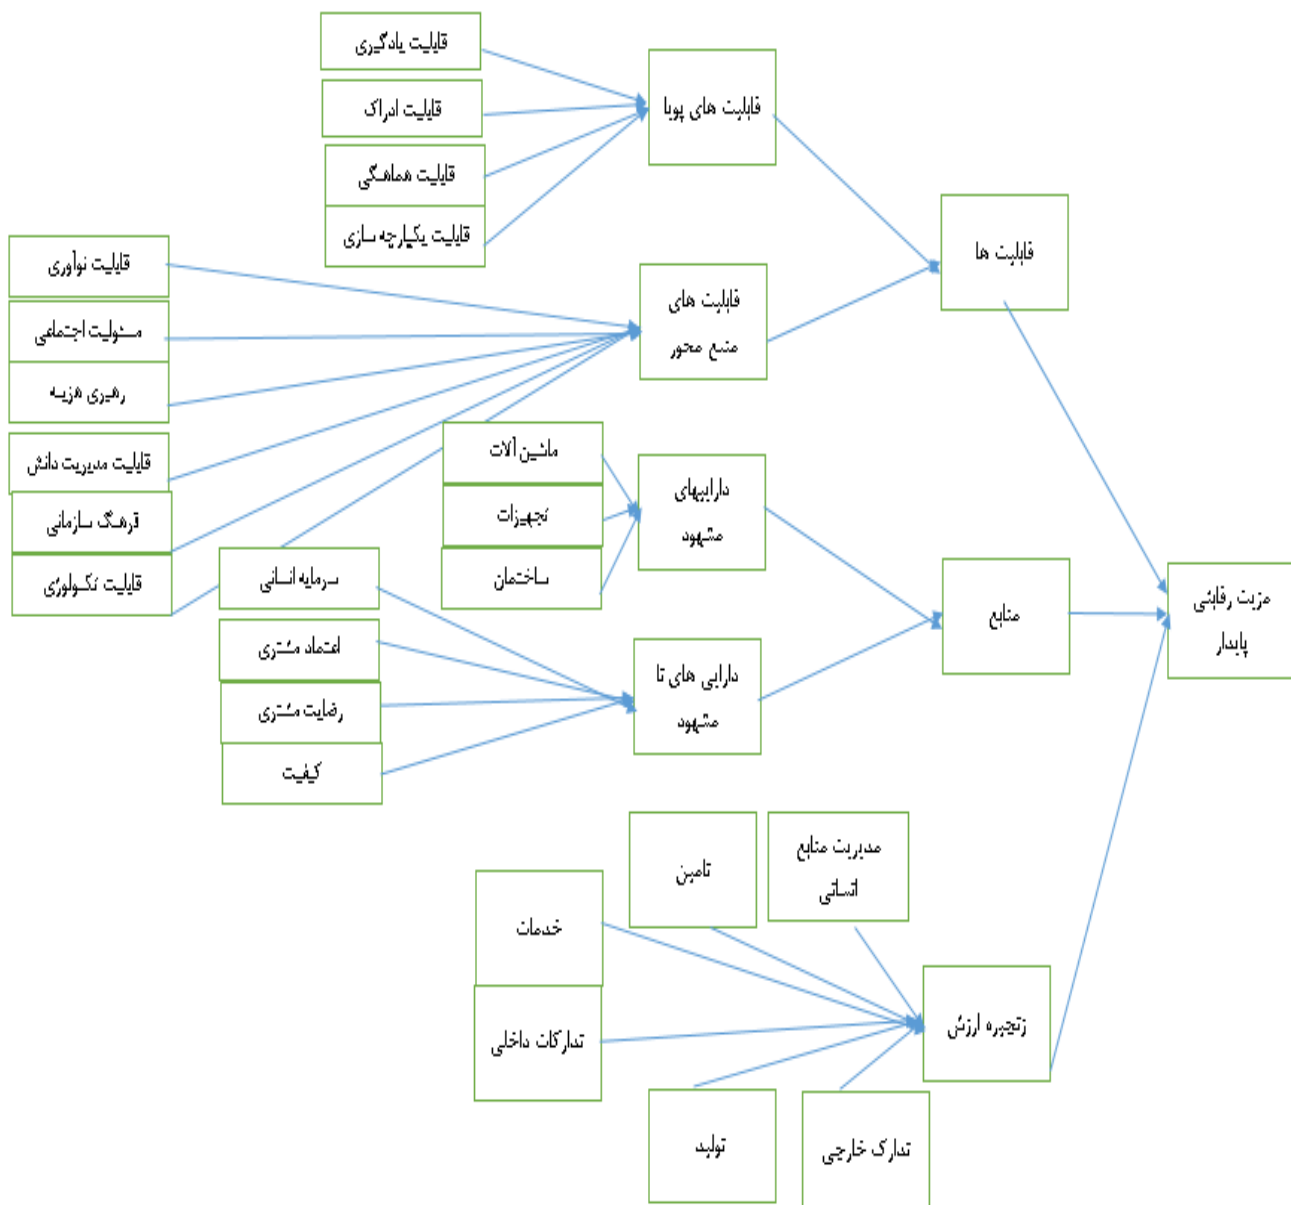 قابلیت یادگیری
قابلیت ادراک
قابلیت هماهنگی
قابلیت یکپارچه سازی
قابلیت های پویا
قابلیت ها
قابلیت نوآوری
مسئولیت اجتماعی
رهبری هزینه
قابلیت مدیریت دانش
فرهنگ سازمانی
قابلیت تکنولوژی
قابلیت های
منبع محور
ماشین آلات
تجهیزات
ساختمان
داراییهای
مشهود
منابع
مزیت رقابتی
پایدار
سرمایه انسانی
اعتماد مشتری
رضایت مشتری
کیفیت
دارایی های نا
مشهود
مدیریت منابع
انسانی
تامین
خدمات
تدارکات داخلی
زنجیره ارزش
تولید
تدارک خارجی